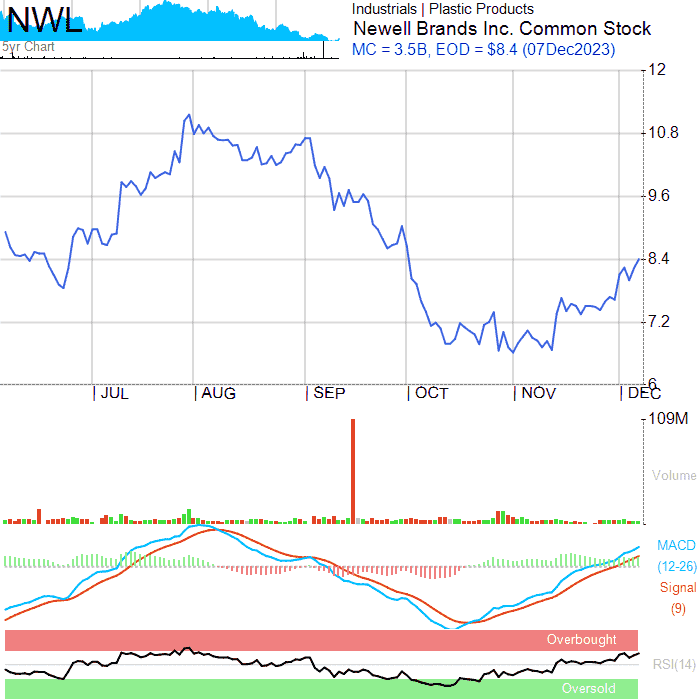 NWL
5yr Chart
Industrials | Plastic Products
Newell Brands Inc. Common Stock
MC = 3.5B, EOD = $8.4 (07Dec2023)
12
10.8
9.6
8.4
7.2
6
JUL AUG SEP OCT NOV DEC
109M
Volume
MACD
(12-26)
Signal
(9)
Overbought
RSI(14)
Oversold